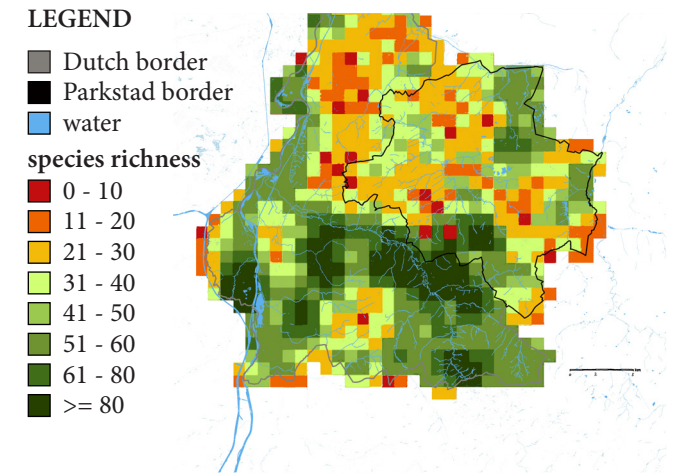 LEGEND
Dutch border
Parkstad border
water
species richness
0 - 10
11 - 20
21 - 30
31 - 40
41 - 50
51 - 60
61 - 80
>= 80